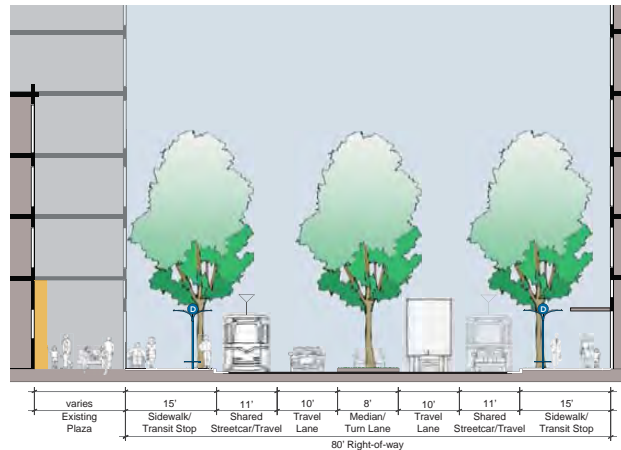 D
D
varies 15' 11' 10' 8' 10' 11' 15'
Existing Sidewalk/ Shared Travel Median/ Travel Shared Sidewalk/
Plaza Transit Stop Streetcar/Travel Lane Turn Lane Lane Streetcar/Travel Transit Stop
80' Right-of-way